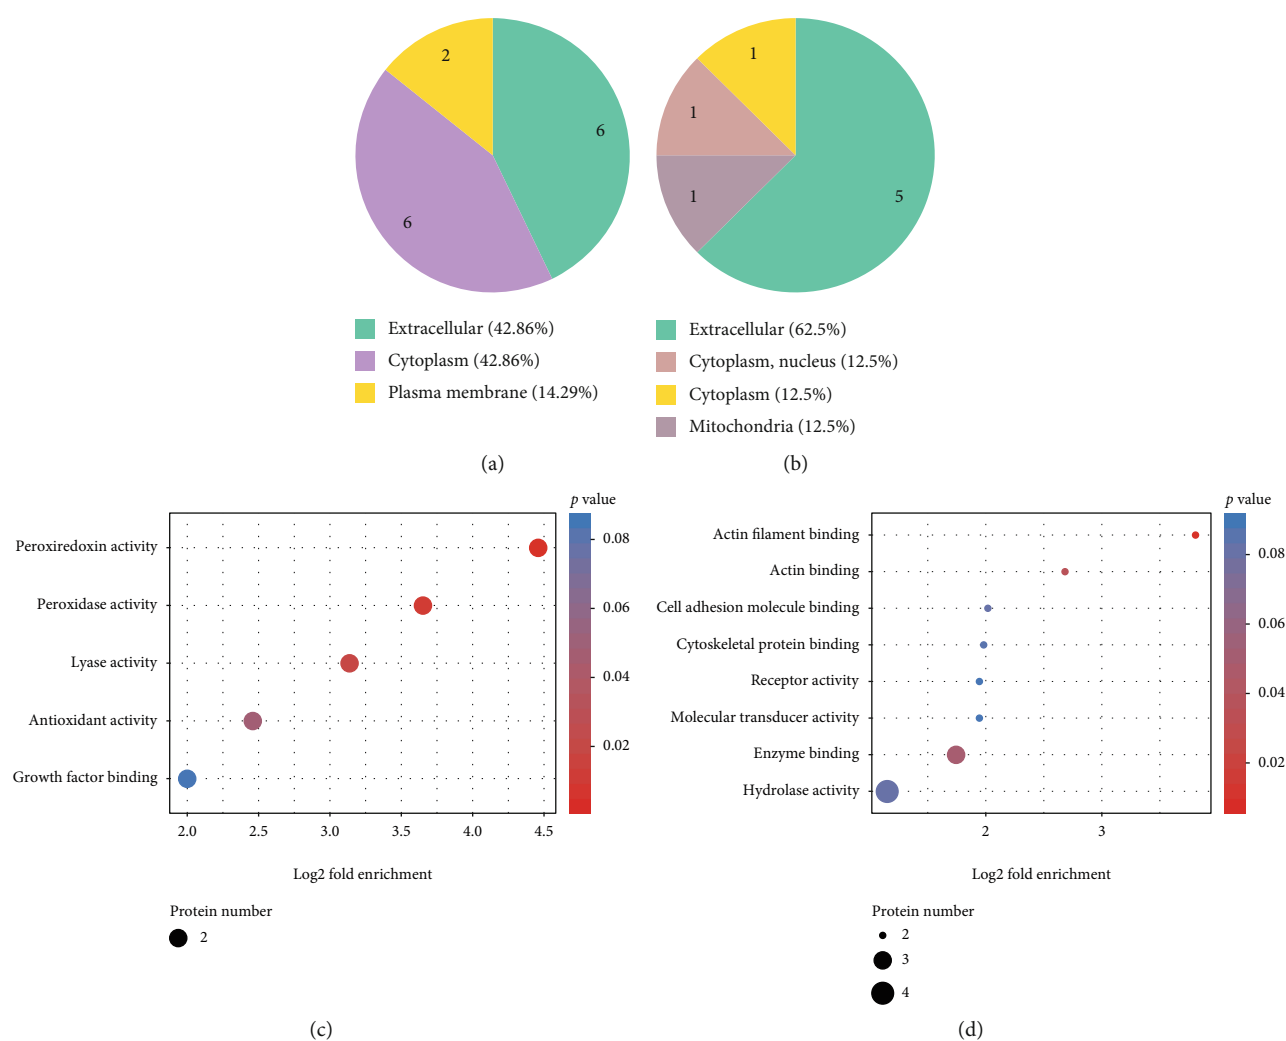 2
6
6
1
1
1
5
Extracellular (42.86%)
Cytoplasm (42.86%)
Plasma membrane (14.29%)
Extracellular (62.5%)
Cytoplasm, nucleus (12.5%)
Cytoplasm (12.5%)
Mitochondria (12.5%)
(a)
(b)
p value
Peroxiredoxin activity
Peroxidase activity
Lyase activity
Antioxidant activity
Growth factor binding
0.08
0.06
0.04
0.02
2.0 2.5 3.0 3.5 4.0 4.5
Log2 fold enrichment
Protein number
2
(c)
p value
Actin filament binding
Actin binding
Cell adhesion molecule binding
Cytoskeletal protein binding
Receptor activity
Molecular transducer activity
Enzyme binding
Hydrolase activity
0.08
0.06
0.04
0.02
2 3
Log2 fold enrichment
Protein number
2
3
4
(d)